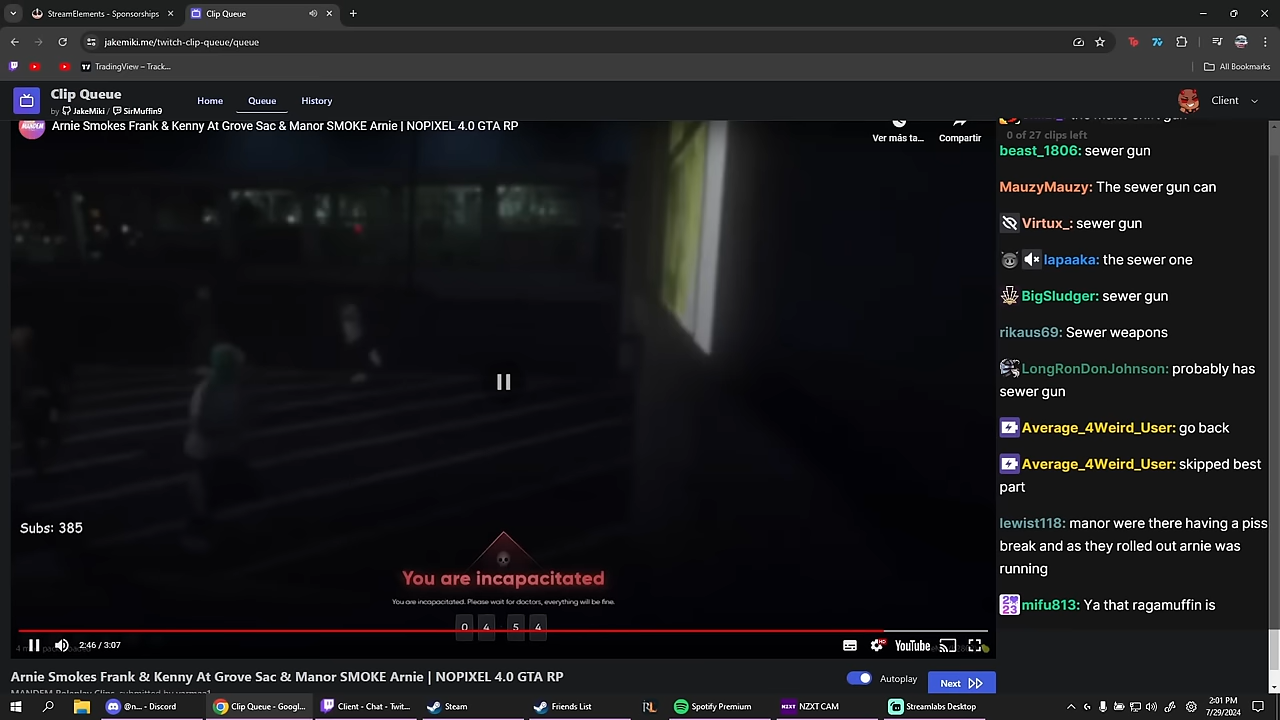 StreamElements - Sponsorships
Clip Queue
jakemiki.me/twitch-clip-queue/queue
TradingView – Track...
All Bookmarks
Clip Queue
by JakeMiki / SirMuffin9
Home
Queue
History
Client
Arnie Smokes Frank & Kenny At Grove Sac & Manor SMOKE Arnie | NOPIXEL 4.0 GTA RP
Ver más ta...
Compartir
0 of 27 clips left
beast_1806: sewer gun
MauzyMauzy: The sewer gun can
Virtux_: sewer gun
lapaaka: the sewer one
BigSludger: sewer gun
rikaus69: Sewer weapons
LongRonDonJohnson: probably has
sewer gun
Average_4Weird_User: go back
Average_4Weird_User: skipped best
part
lewist118: manor were there having a piss
break and as they rolled out arnie was
running
mifu813: Ya that ragamuffin is
Subs: 385
You are incapacitated
You are incapacitated. Please wait for doctors, everything will be fine.
0 4 5 4
2:46 / 3:07
HD
YouTube
Arnie Smokes Frank & Kenny At Grove Sac & Manor SMOKE Arnie | NOPIXEL 4.0 GTA RP
Autoplay
Next
@n... - Discord
Clip Queue - Googl...
Client - Chat - Twit...
Steam
Friends List
RL
Spotify Premium
NZXT CAM
Streamlabs Desktop
2:01 PM
7/29/2024